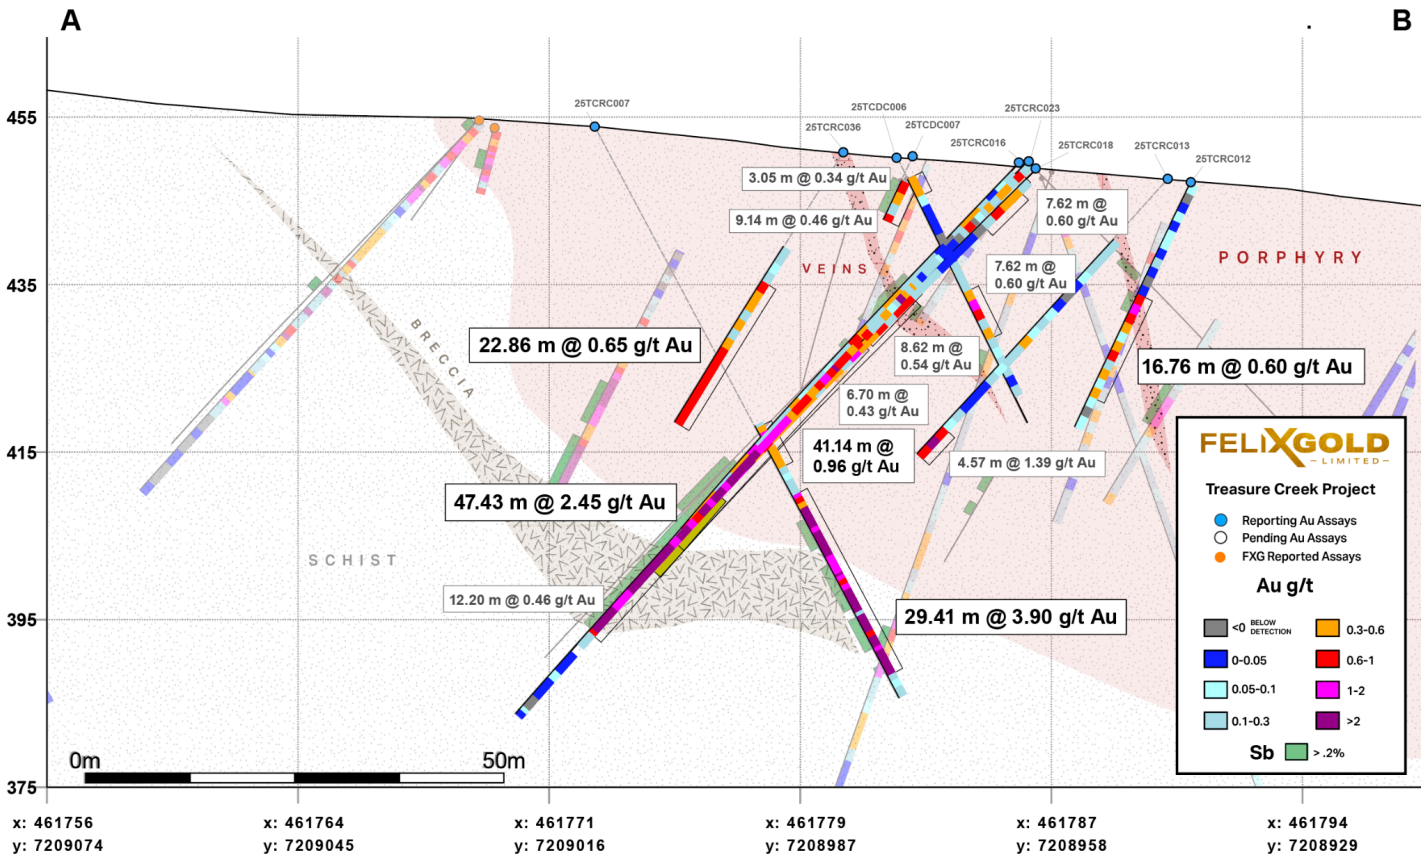 A
B
455
435
415
395
375
25TCRC007
25TCDC006
25TCRC023
25TCRC036
25TCDC007
25TCRC016
25TCRC018
25TCRC013
25TCRC012
3.05 m @ 0.34 g/t Au
9.14 m @ 0.46 g/t Au
7.62 m @
0.60 g/t Au
VEINS
PORPHYRY
7.62 m @
0.60 g/t Au
BRECCIA
22.86 m @ 0.65 g/t Au
8.62 m @
0.54 g/t Au
16.76 m @ 0.60 g/t Au
6.70 m @
0.43 g/t Au
41.14 m @
0.96 g/t Au
4.57 m @ 1.39 g/t Au
47.43 m @ 2.45 g/t Au
SCHIST
12.20 m @ 0.46 g/t Au
29.41 m @ 3.90 g/t Au
FELIXGOLD
LIMITED
Treasure Creek Project
Reporting Au Assays
Pending Au Assays
FXG Reported Assays
Au g/t
<0 BELOW DETECTION
0.3-0.6
0-0.05
0.6-1
0.05-0.1
1-2
0.1-0.3
>2
Sb > .2%
0m
50m
x: 461756
y: 7209074
x: 461764
y: 7209045
x: 461771
y: 7209016
x: 461779
y: 7208987
x: 461787
y: 7208958
x: 461794
y: 7208929